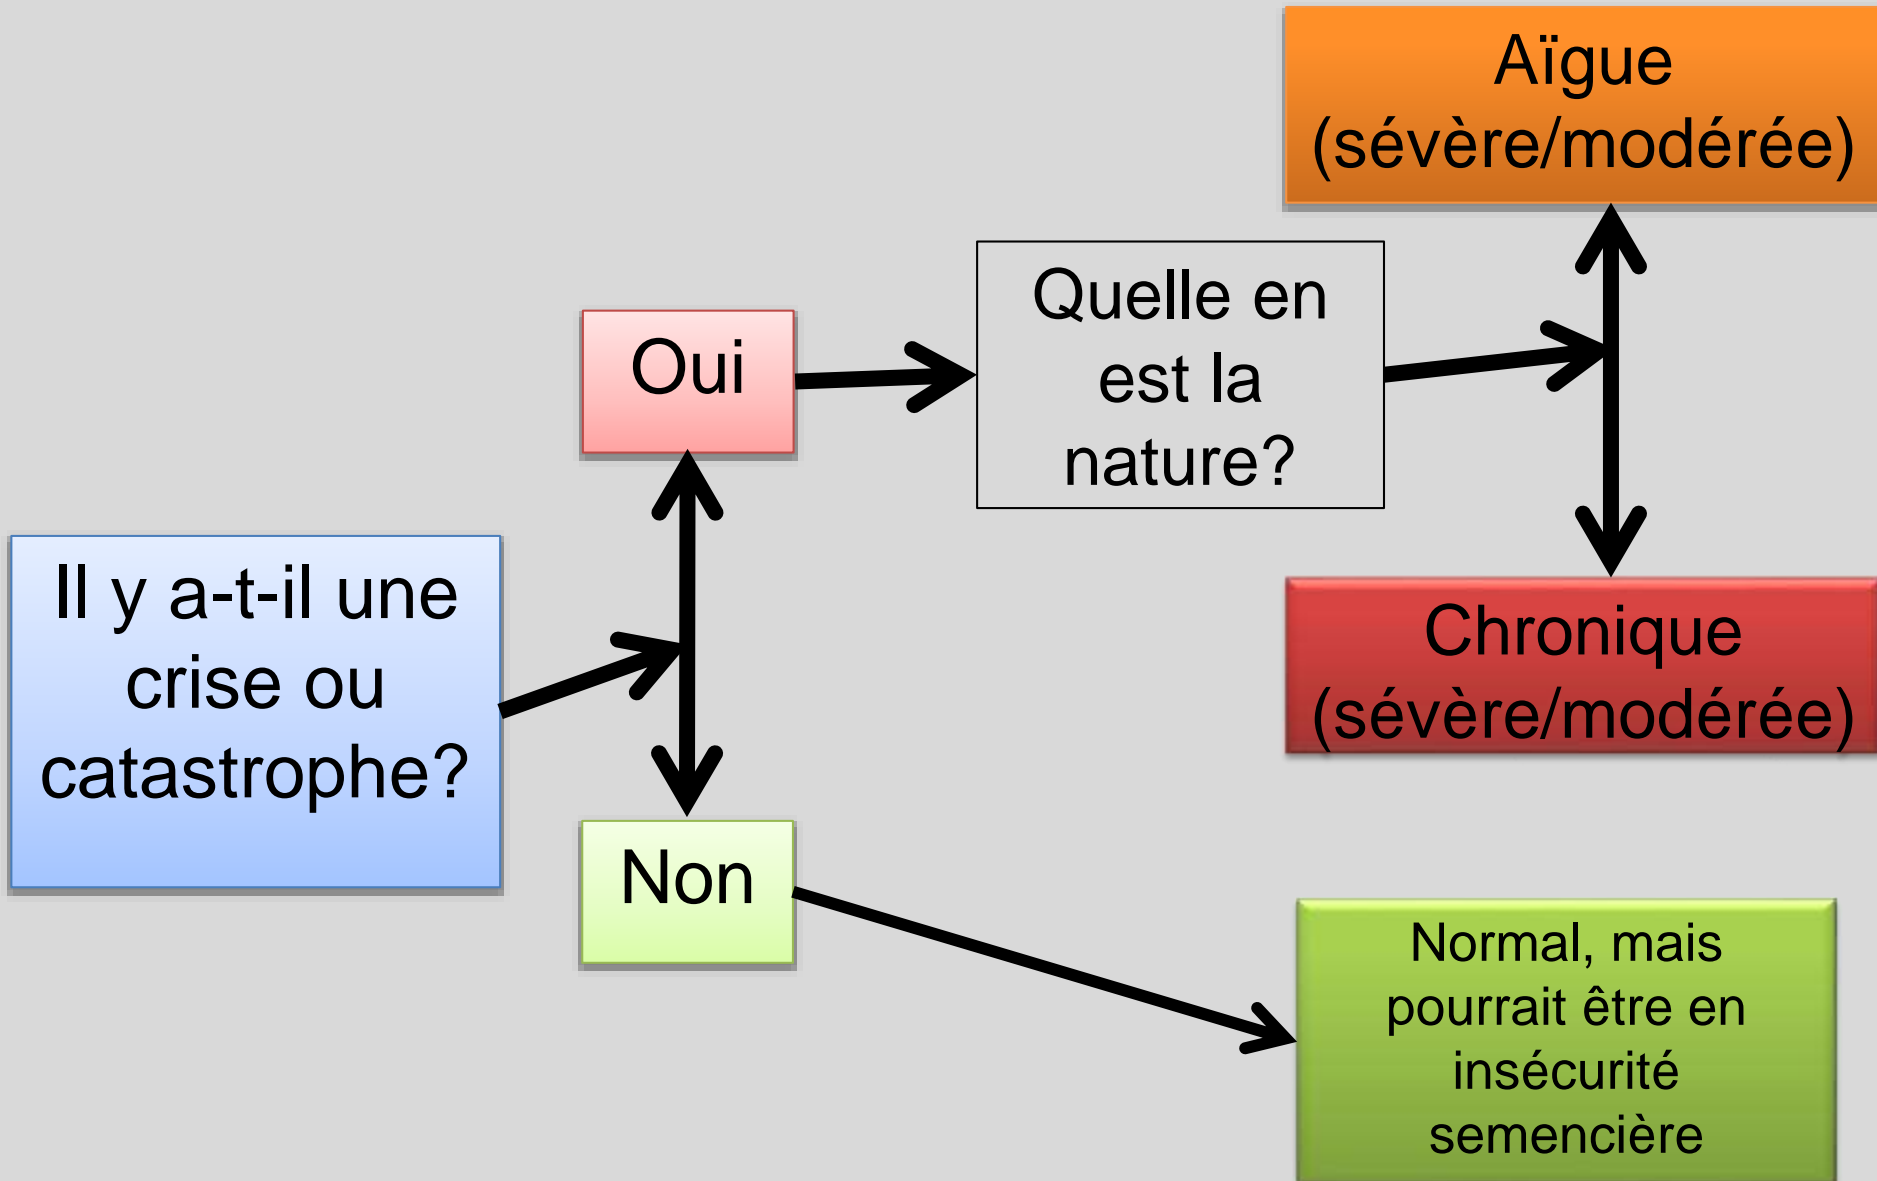 Aïgue
(sévère/modérée)
Quelle en
est la
nature?
Oui
Il y a-t-il une
crise ou
catastrophe?
Chronique
(sévère/modérée)
Non
Normal, mais
pourrait être en
insécurité
semencière